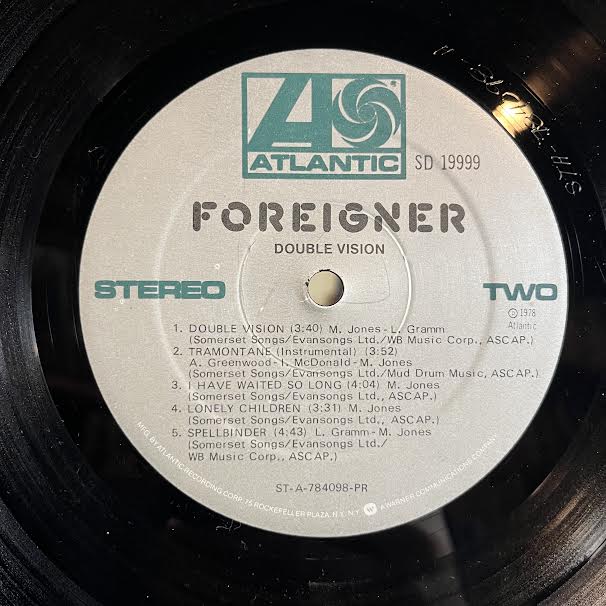 ATLANTIC
®
SD 19999
FOREIGNER
DOUBLE VISION
STEREO
TWO
℗ 1978
Atlantic
1. DOUBLE VISION (3:40) M. Jones-L. Gramm
(Somerset Songs/Evansongs Ltd./WB Music Corp., ASCAP.)
2. TRAMONTANE (Instrumental) (3:52)
A. Greenwood-I. McDonald-M. Jones
(Somerset Songs/Evansongs Ltd./Mud Drum Music, ASCAP.)
3. I HAVE WAITED SO LONG (4:04) M. Jones
(Somerset Songs/Evansongs Ltd., ASCAP.)
4. LONELY CHILDREN (3:31) M. Jones
(Somerset Songs/Evansongs Ltd., ASCAP.)
5. SPELLBINDER (4:43) L. Gramm-M. Jones
(Somerset Songs/Evansongs Ltd./
WB Music Corp., ASCAP.)
ST-A-784098-PR
MFG. BY ATLANTIC RECORDING CORP., 75 ROCKEFELLER PLAZA, N.Y., N.Y. A WARNER COMMUNICATIONS COMPANY